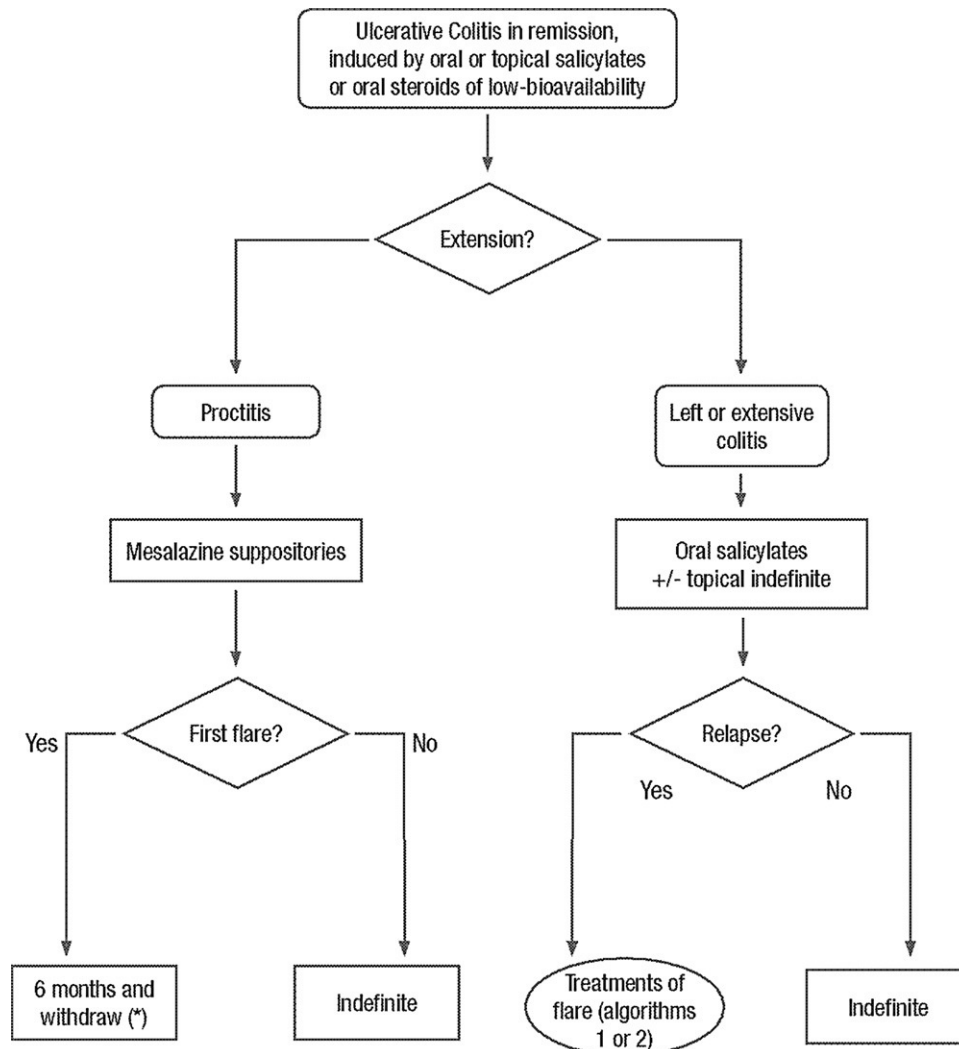 Ulcerative Colitis in remission,
induced by oral or topical salicylates
or oral steroids of low-bioavailability
Extension?
Proctitis
Left or extensive
colitis
Mesalazine suppositories
Oral salicylates
+/- topical indefinite
First flare?
Yes
No
Relapse?
Yes
No
6 months and
withdraw (*)
Indefinite
Treatments of
flare (algorithms
1 or 2)
Indefinite